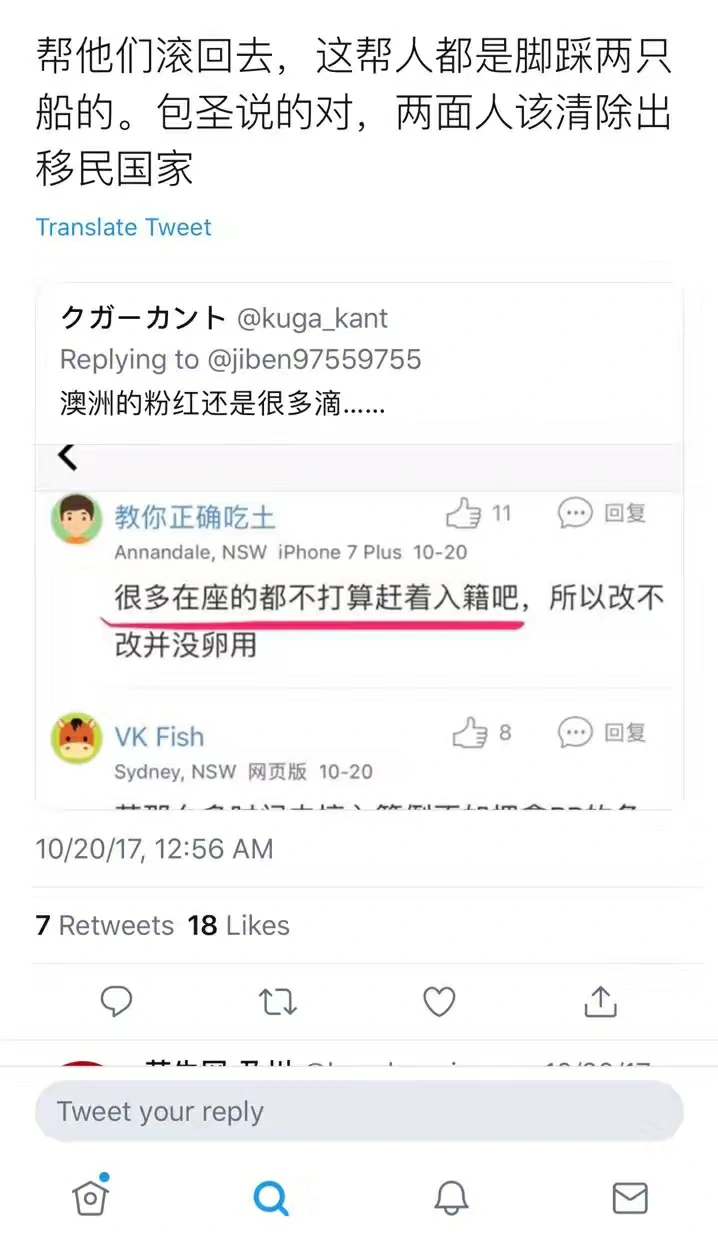 帮他们滚回去，这帮人都是脚踩两只
船的。包圣说的对，两面人该清除出
移民国家
Translate Tweet
クガーカント @kuga_kant
Replying to @jiben97559755
澳洲的粉红还是很多滴......
教你正确吃土 11 回复
Annandale, NSW iPhone 7 Plus 10-20
很多在座的都不打算赶着入籍吧，所以改不
改并没卵用
VK Fish 8 回复
Sydney, NSW 网页版 10-20
10/20/17, 12:56 AM
7 Retweets 18 Likes
Tweet your reply